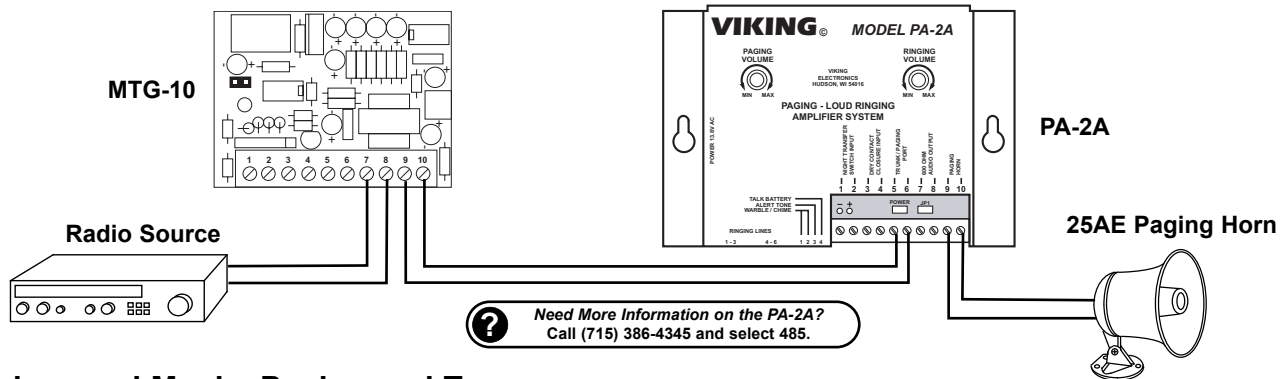 VIKING© MODEL PA-2A
PAGING
VOLUME
MIN MAX
VIKING
ELECTRONICS
HUDSON, WI 54016
RINGING
VOLUME
MIN MAX
PAGING - LOUD RINGING
AMPLIFIER SYSTEM
POWER 13.8V AC
NIGHT TRANSFER
SWITCH INPUT
DRY CONTACT
CLOSURE INPUT
TRUNK / PAGING
PORT
600 OHM
AUDIO OUTPUT
PAGING
HORN
1 2 3 4 5 6 7 8 9 10
TALK BATTERY
ALERT TONE
WARBLE / CHIME
- +
POWER JP1
RINGING LINES
1 - 3 4 - 6 1 2 3 4
MTG-10
1 2 3 4 5 6 7 8 9 10
PA-2A
Radio Source
25AE Paging Horn
? Need More Information on the PA-2A?
Call (715) 386-4345 and select 485.